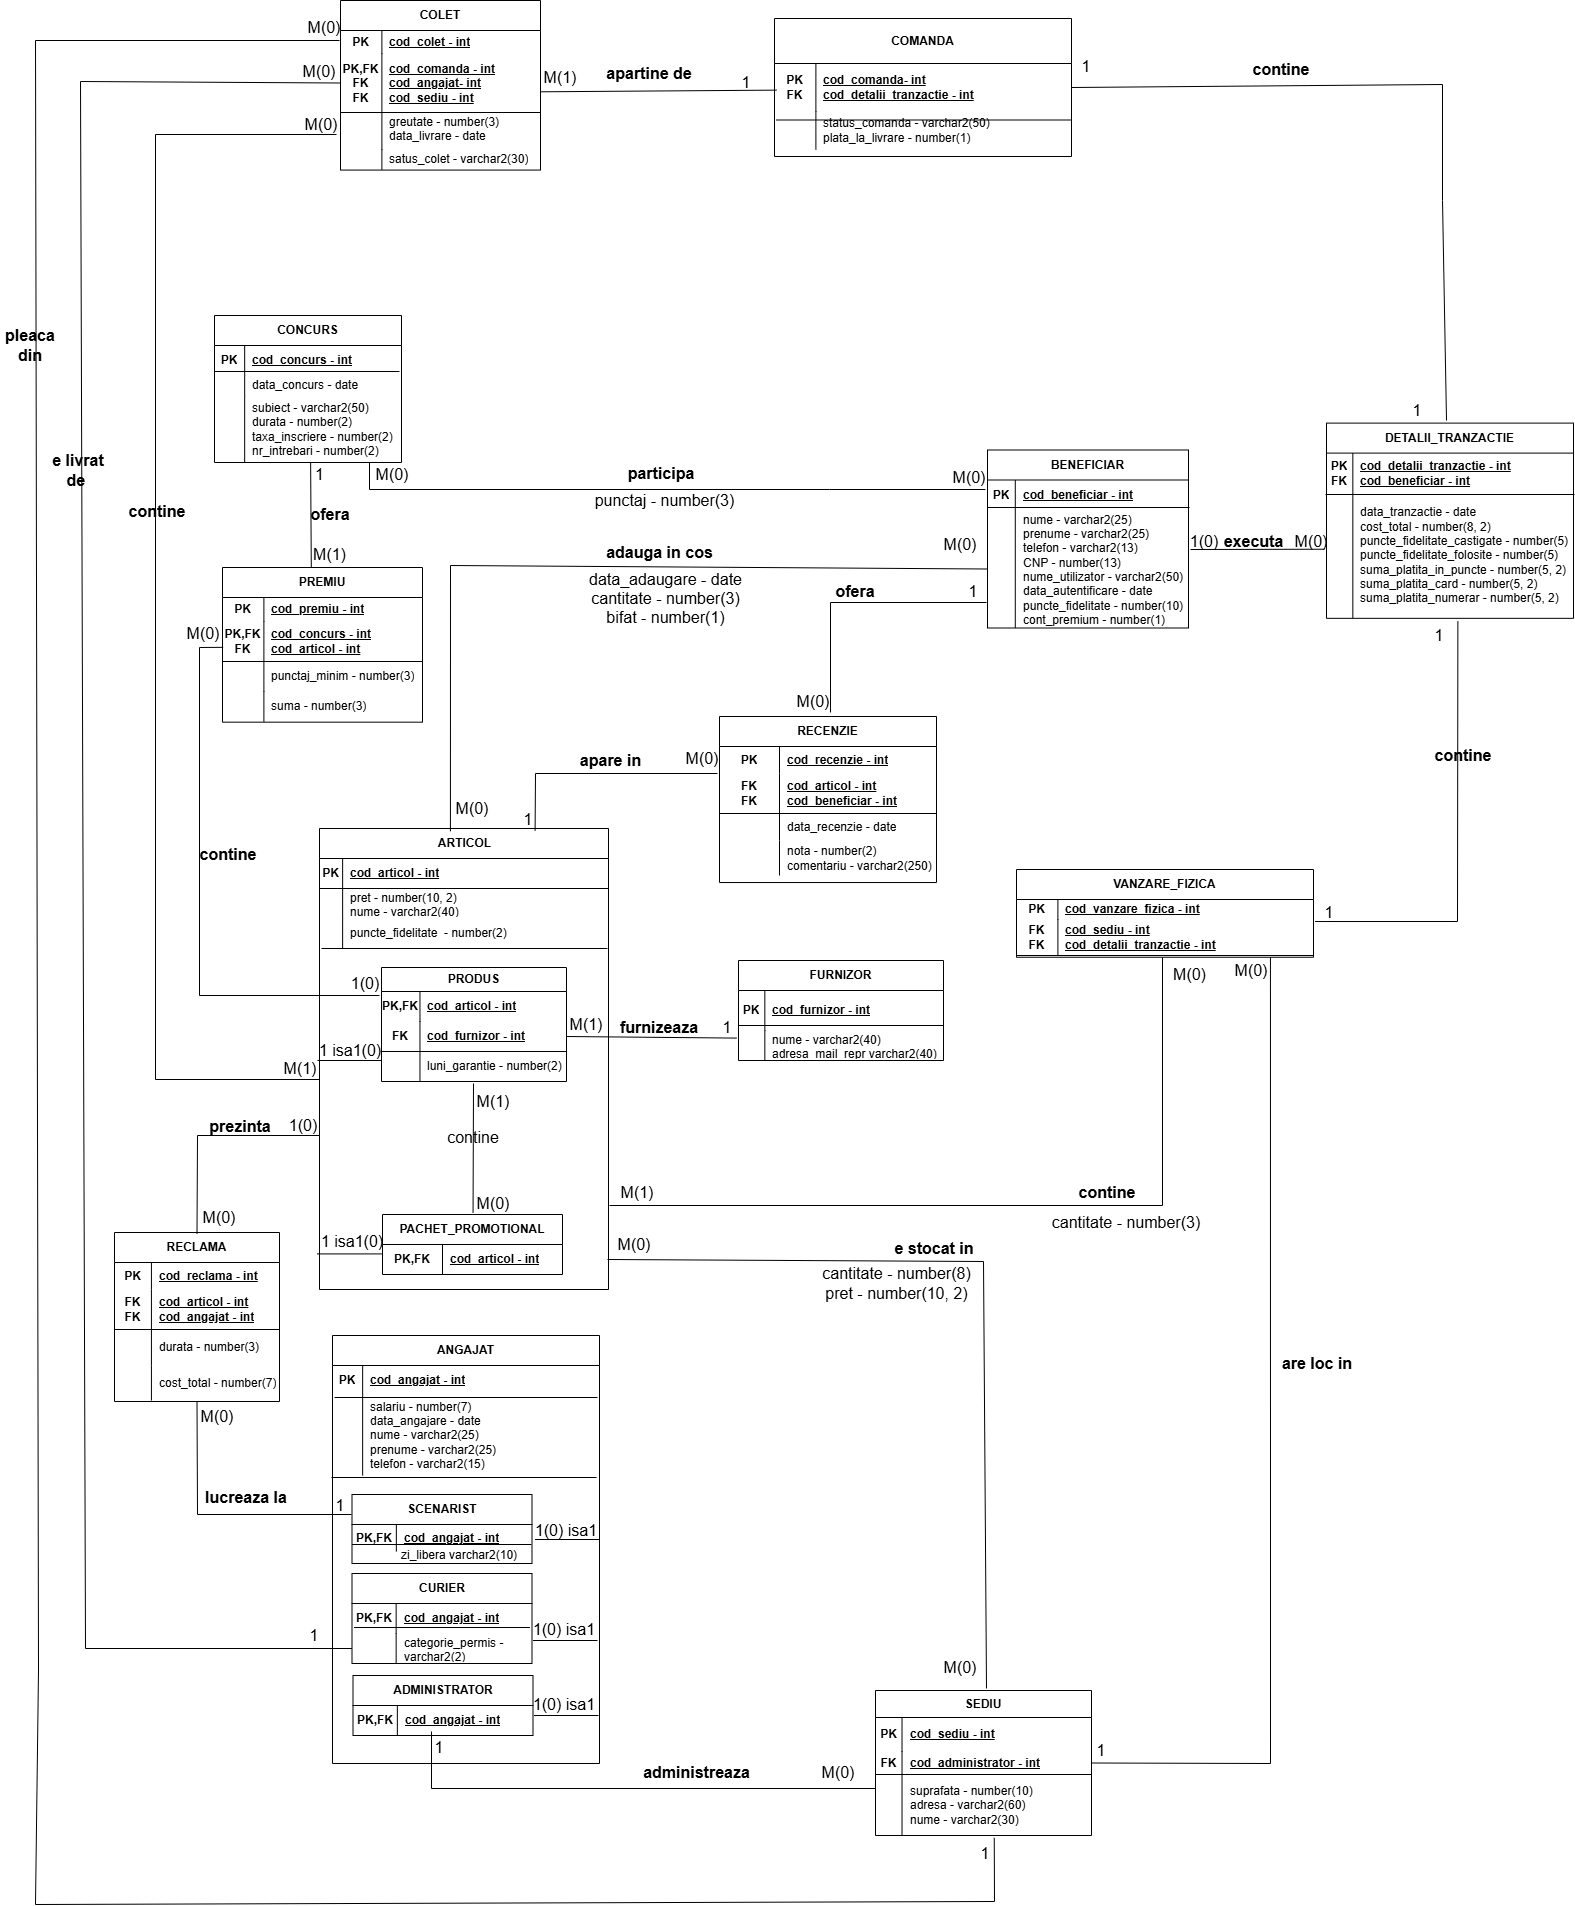 COLET
PK cod_colet - int
PK,FK cod_comanda - int
FK cod_angajat- int
FK cod_sediu - int
greutate - number(3)
data_livrare - date
satus_colet - varchar2(30)
M(0)
M(0)
M(0)
M(1)
apartine de
1
COMANDA
PK cod_comanda- int
FK cod_detalii_tranzactie - int
status_comanda - varchar2(50)
plata_la_livrare - number(1)
1
contine
1
pleaca
din
e livrat
de
contine
CONCURS
PK cod_concurs - int
data_concurs - date
subiect - varchar2(50)
durata - number(2)
taxa_inscriere - number(2)
nr_intrebari - number(2)
1
ofera
M(1)
M(0)
participa
punctaj - number(3)
M(0)
BENEFICIAR
PK cod_beneficiar - int
nume - varchar2(25)
prenume - varchar2(25)
telefon - varchar2(13)
CNP - number(13)
nume_utilizator - varchar2(50)
data_autentificare - date
puncte_fidelitate - number(10)
cont_premium - number(1)
1(0) executa M(0)
DETALII_TRANZACTIE
PK cod_detalii_tranzactie - int
FK cod_beneficiar - int
data_tranzactie - date
cost_total - number(8, 2)
puncte_fidelitate_castigate - number(5)
puncte_fidelitate_folosite - number(5)
suma_platita_in_puncte - number(5, 2)
suma_platita_card - number(5, 2)
suma_platita_numerar - number(5, 2)
1
contine
1
adauga in cos
M(0)
data_adaugare - date
cantitate - number(3)
bifat - number(1)
M(0)
ofera
1
M(0)
PREMIU
PK cod_premiu - int
PK,FK cod_concurs - int
FK cod_articol - int
punctaj_minim - number(3)
suma - number(3)
M(0)
contine
1(0)
RECENZIE
PK cod_recenzie - int
FK cod_articol - int
FK cod_beneficiar - int
data_recenzie - date
nota - number(2)
comentariu - varchar2(250)
apare in
M(0)
1
ARTICOL
PK cod_articol - int
pret - number(10, 2)
nume - varchar2(40)
puncte_fidelitate - number(2)
PRODUS
PK,FK cod_articol - int
FK cod_furnizor - int
luni_garantie - number(2)
1 isa1(0)
M(1)
M(1)
furnizeaza
1
FURNIZOR
PK cod_furnizor - int
nume - varchar2(40)
adresa_mail_repr varchar2(40)
VANZARE_FIZICA
PK cod_vanzare_fizica - int
FK cod_sediu - int
FK cod_detalii_tranzactie - int
M(0)
M(0)
M(1)
contine
M(0)
PACHET_PROMOTIONAL
PK,FK cod_articol - int
1 isa1(0)
prezinta
1(0)
M(0)
M(1)
contine
cantitate - number(3)
M(0)
e stocat in
cantitate - number(8)
pret - number(10, 2)
M(0)
are loc in
1
RECLAMA
PK cod_reclama - int
FK cod_articol - int
FK cod_angajat - int
durata - number(3)
cost_total - number(7)
M(0)
lucreaza la
1
ANGAJAT
PK cod_angajat - int
salariu - number(7)
data_angajare - date
nume - varchar2(25)
prenume - varchar2(25)
telefon - varchar2(15)
SCENARIST
PK,FK cod_angajat - int
zi_libera varchar2(10)
1(0) isa1
CURIER
PK,FK cod_angajat - int
categorie_permis -
varchar2(2)
1(0) isa1
1
ADMINISTRATOR
PK,FK cod_angajat - int
1(0) isa1
1
administreaza
M(0)
SEDIU
PK cod_sediu - int
FK cod_administrator - int
suprafata - number(10)
adresa - varchar2(60)
nume - varchar2(30)
1